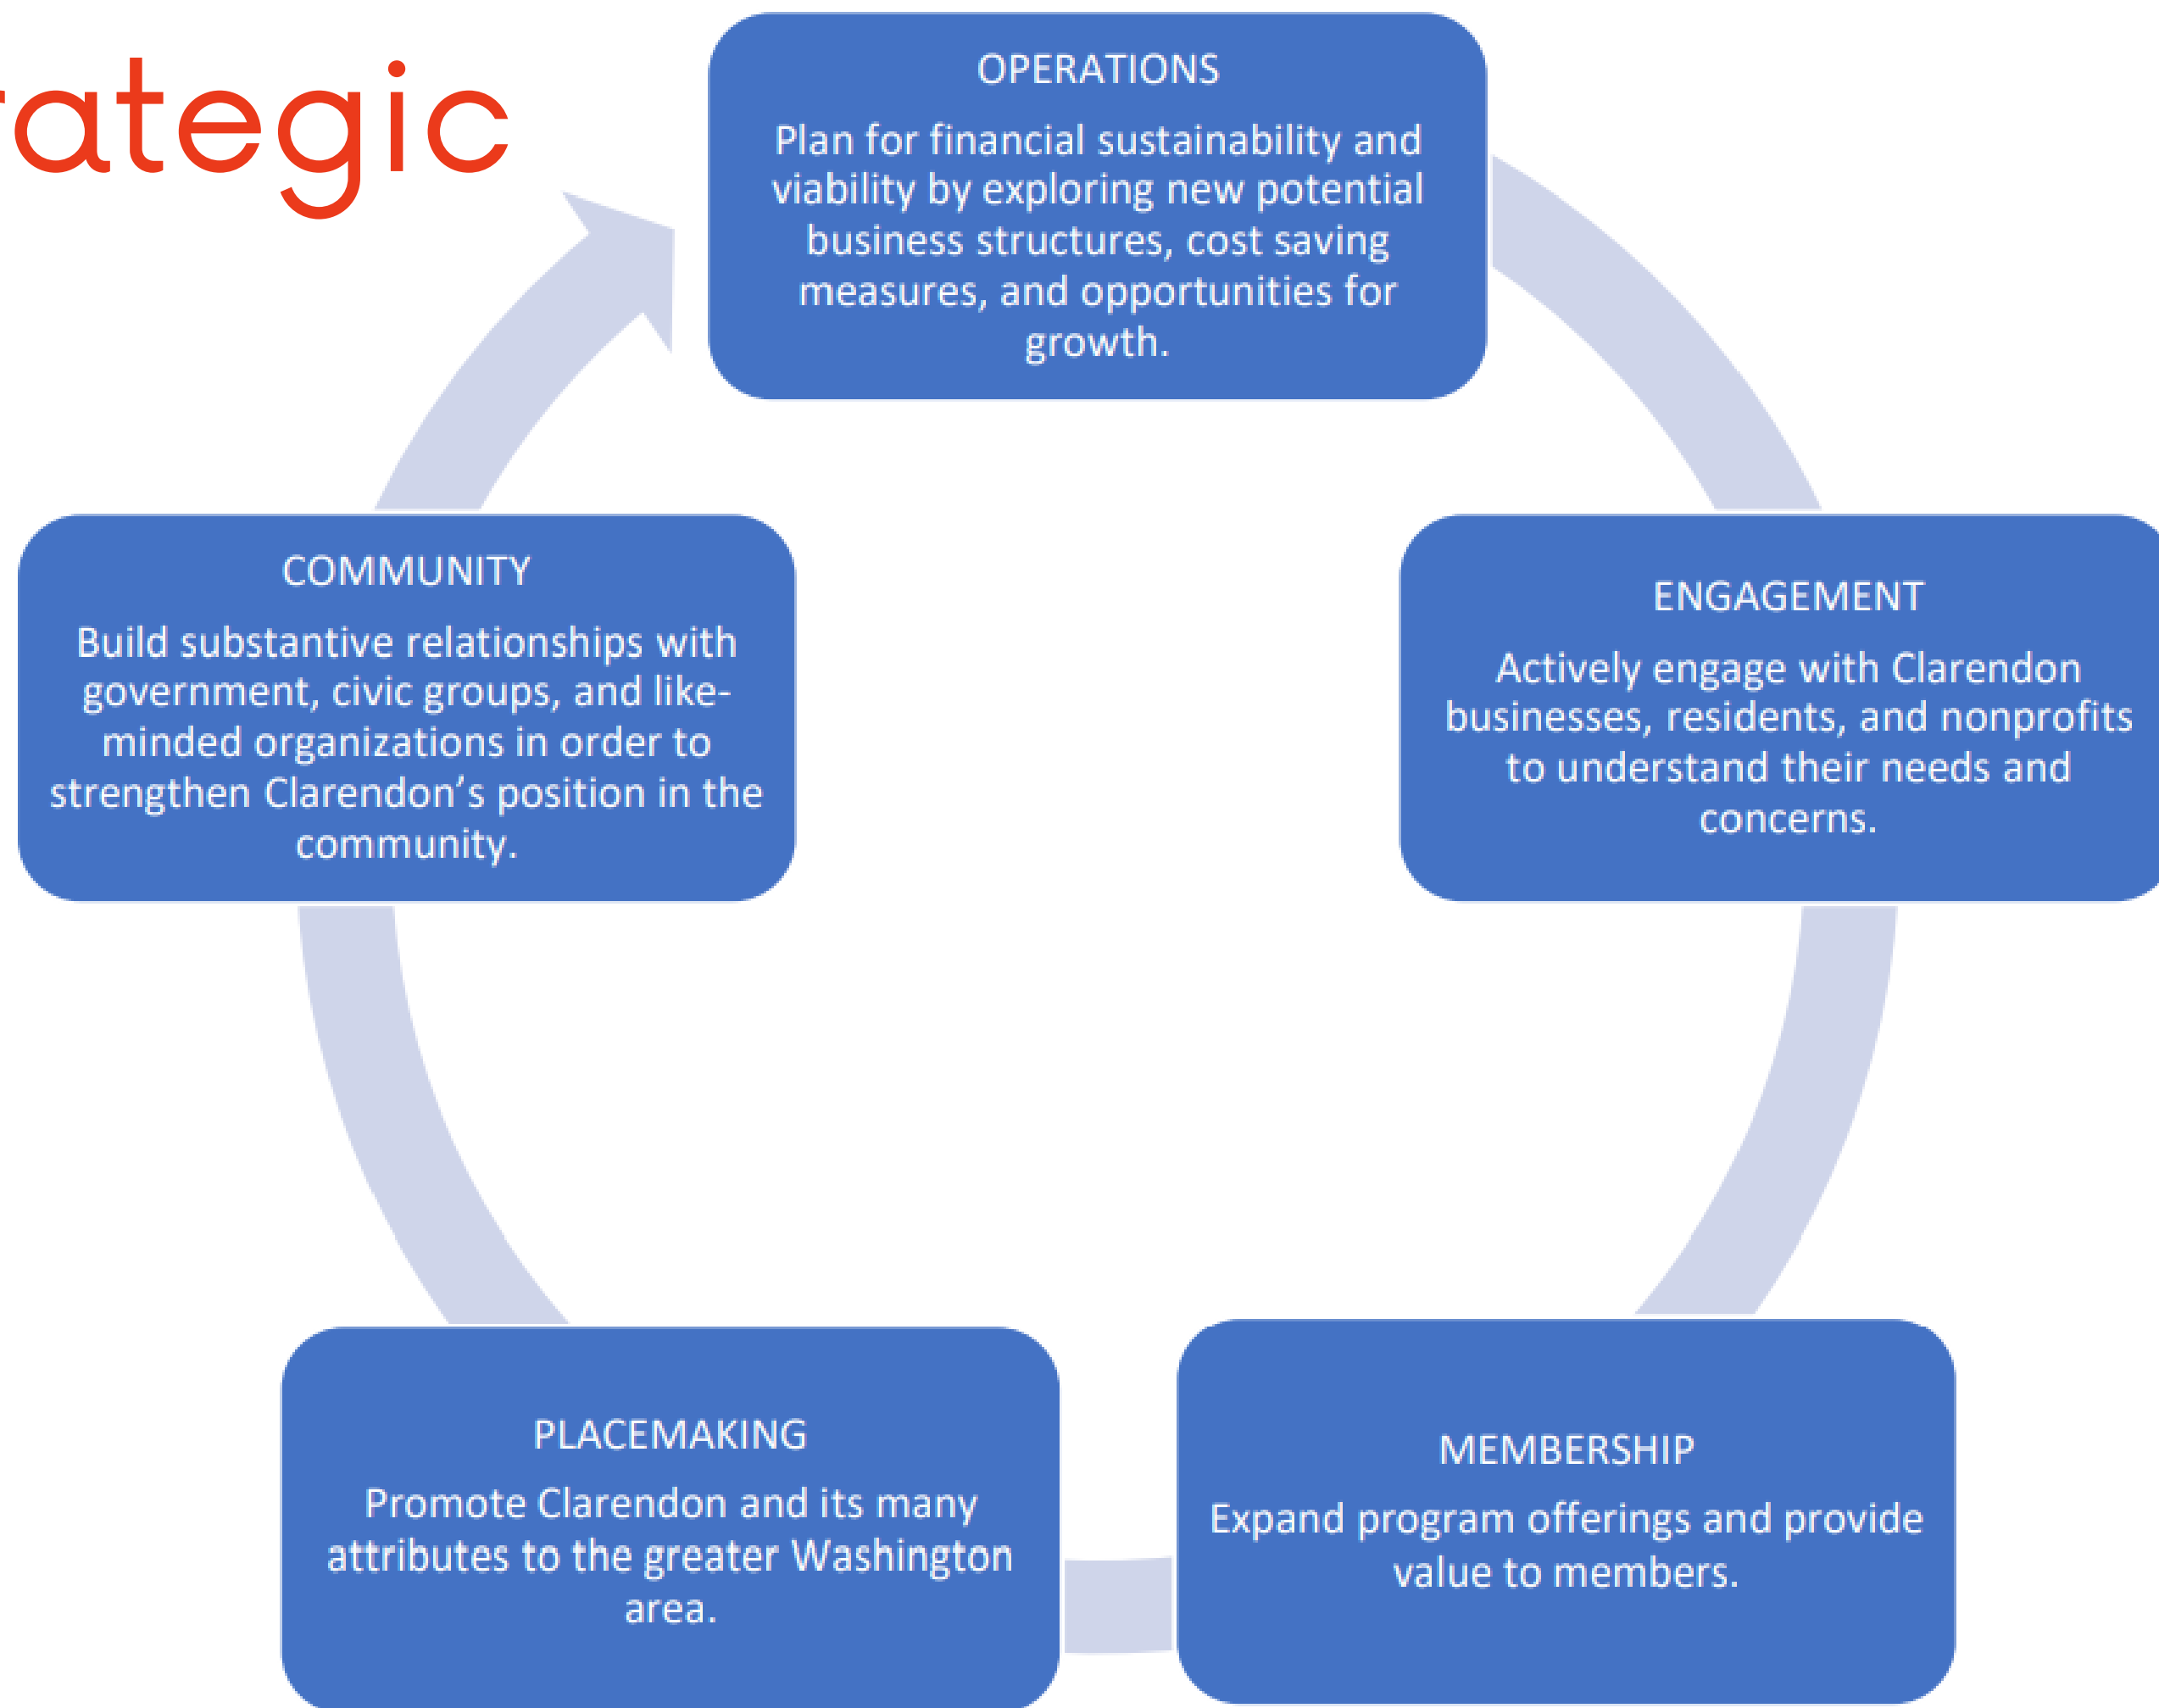 rategic
OPERATIONS
Plan for financial sustainability and
viability by exploring new potential
business structures, cost saving
measures, and opportunities for
growth.
ENGAGEMENT
Actively engage with Clarendon
businesses, residents, and nonprofits
to understand their needs and
concerns.
MEMBERSHIP
Expand program offerings and provide
value to members.
PLACEMAKING
Promote Clarendon and its many
attributes to the greater Washington
area.
COMMUNITY
Build substantive relationships with
government, civic groups, and like-
minded organizations in order to
strengthen Clarendon’s position in the
community.